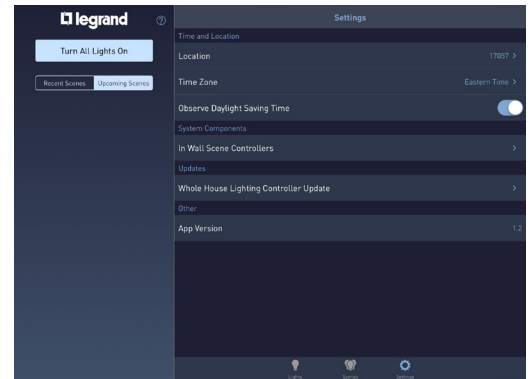 legrand
?
Turn All Lights On
Recent Scenes
Upcoming Scenes
Settings
Time and Location
Location 17057 >
Time Zone Eastern Time >
Observe Daylight Saving Time
System Components
In Wall Scene Controllers >
Updates
Whole House Lighting Controller Update >
Other
App Version 1.2
Lights
Scenes
Settings